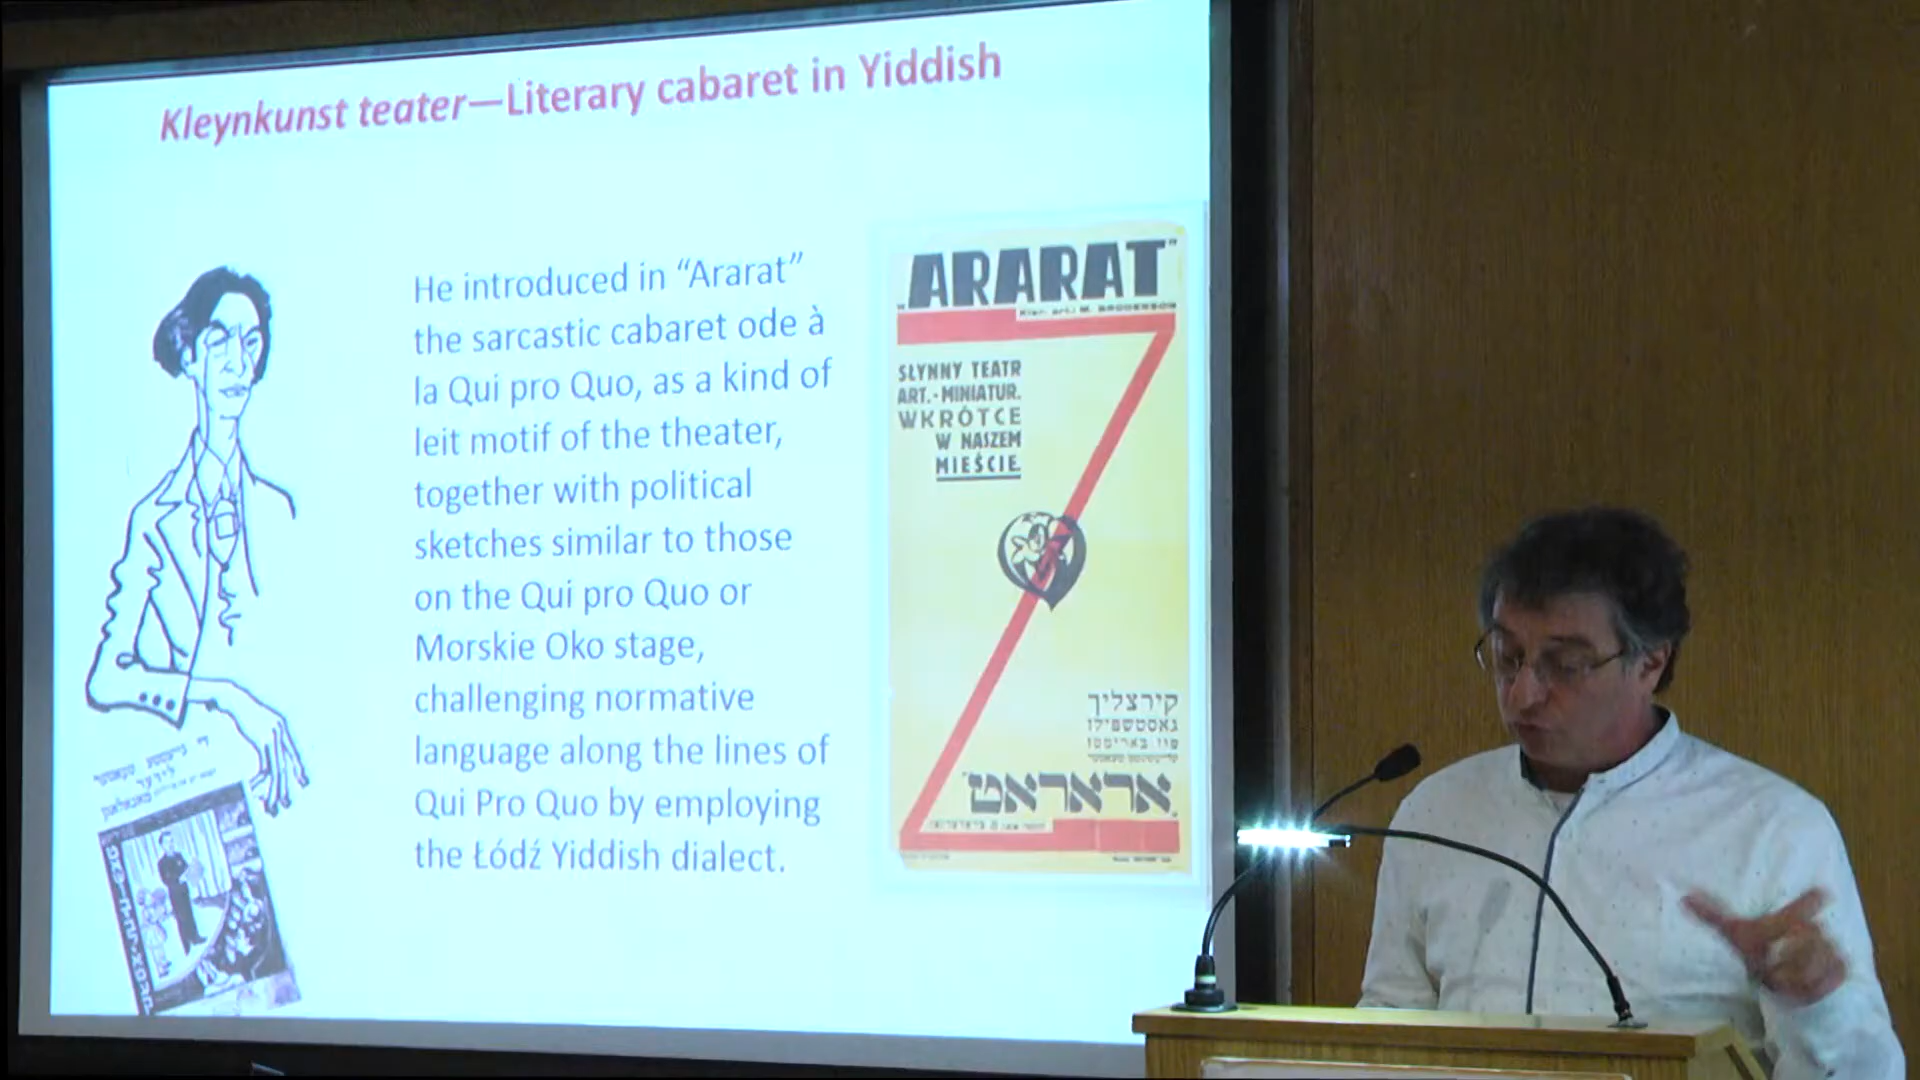 Kleynkunst teater—Literary cabaret in Yiddish
He introduced in “Ararat”
the sarcastic cabaret ode à
la Qui pro Quo, as a kind of
leit motif of the theater,
together with political
sketches similar to those
on the Qui pro Quo or
Morskie Oko stage,
challenging normative
language along the lines of
Qui Pro Quo by employing
the Łódź Yiddish dialect.
„ARARAT”
SŁYNNY TEATR
ART.-MINIATUR.
WKRÓTCE
W NASZEM
MIEŚCIE
קירצליך
גאסטשפילן
„אראראט”
לידער